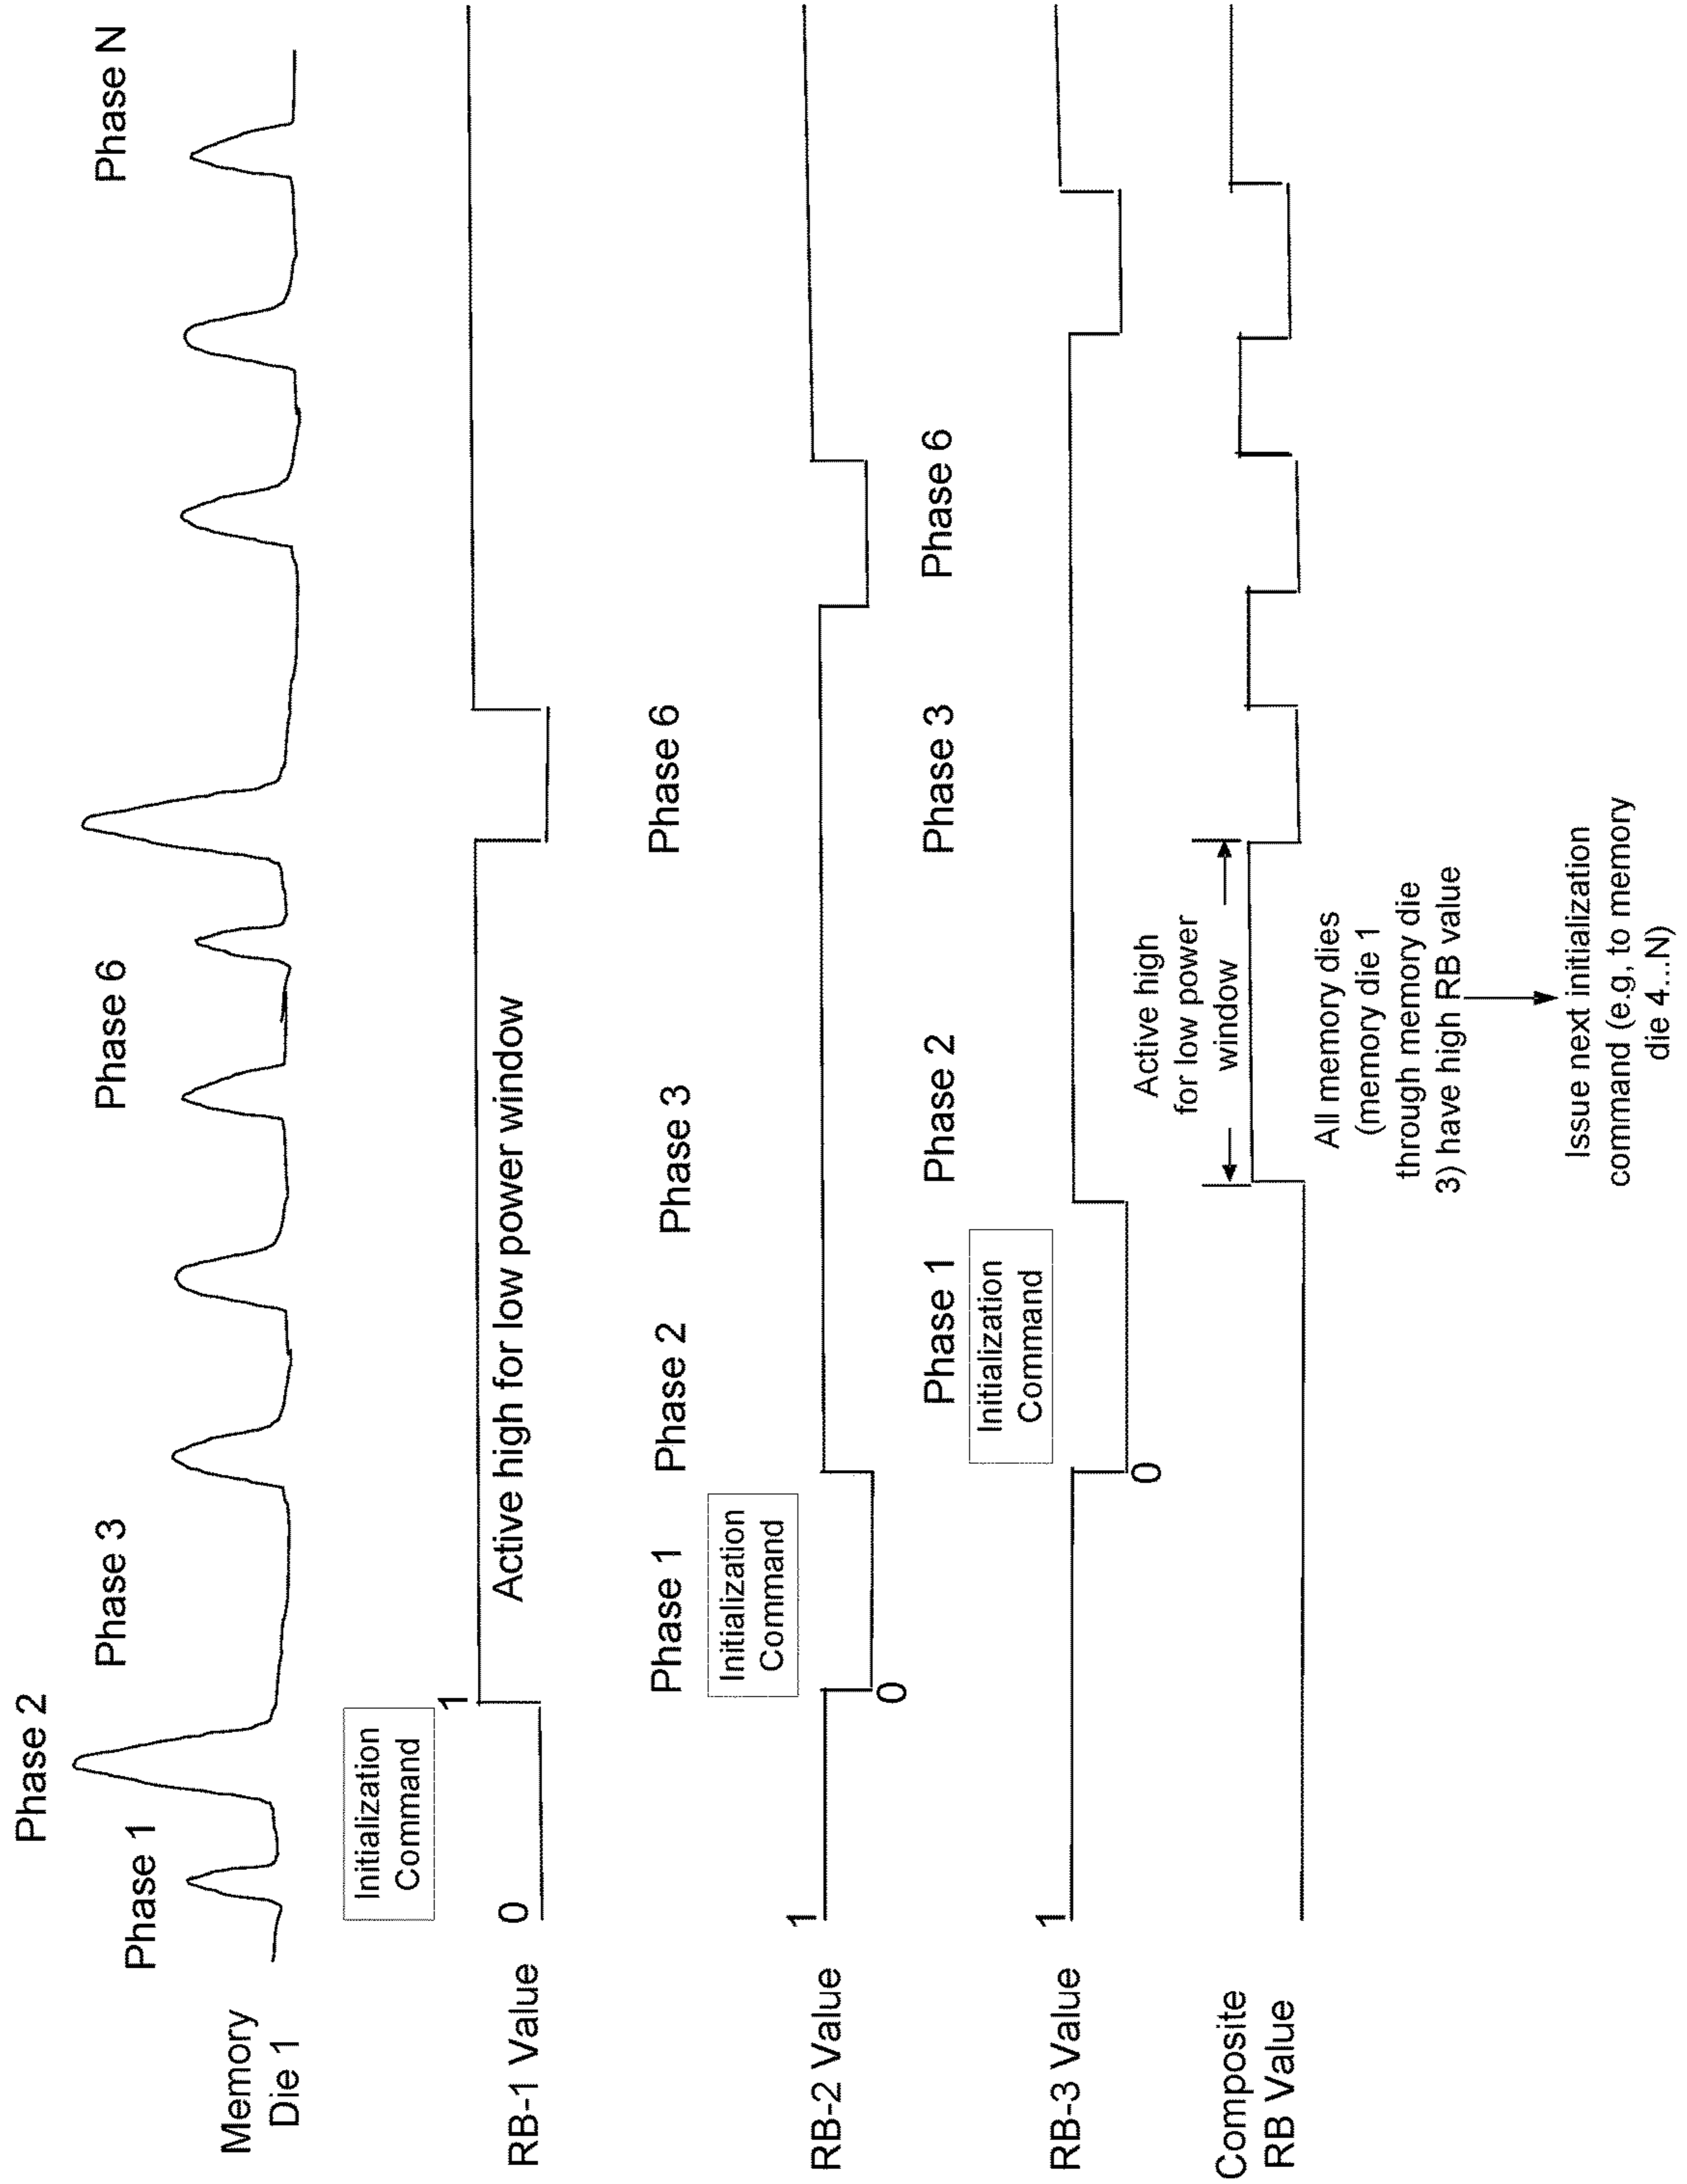 Phase 2
Phase 1
Phase 3
Phase 6
Phase N
Memory
Die 1
Initialization
Command
0
1
RB-1 Value
Active high for low power window
Phase 1
Phase 2
Phase 3
Phase 6
Initialization
Command
1
0
RB-2 Value
Phase 1
Phase 2
Phase 3
Phase 6
Initialization
Command
1
0
RB-3 Value
Active high
for low power
window
Composite
RB Value
All memory dies
(memory die 1
through memory die
3) have high RB value
Issue next initialization
command (e.g, to memory
die 4...N)